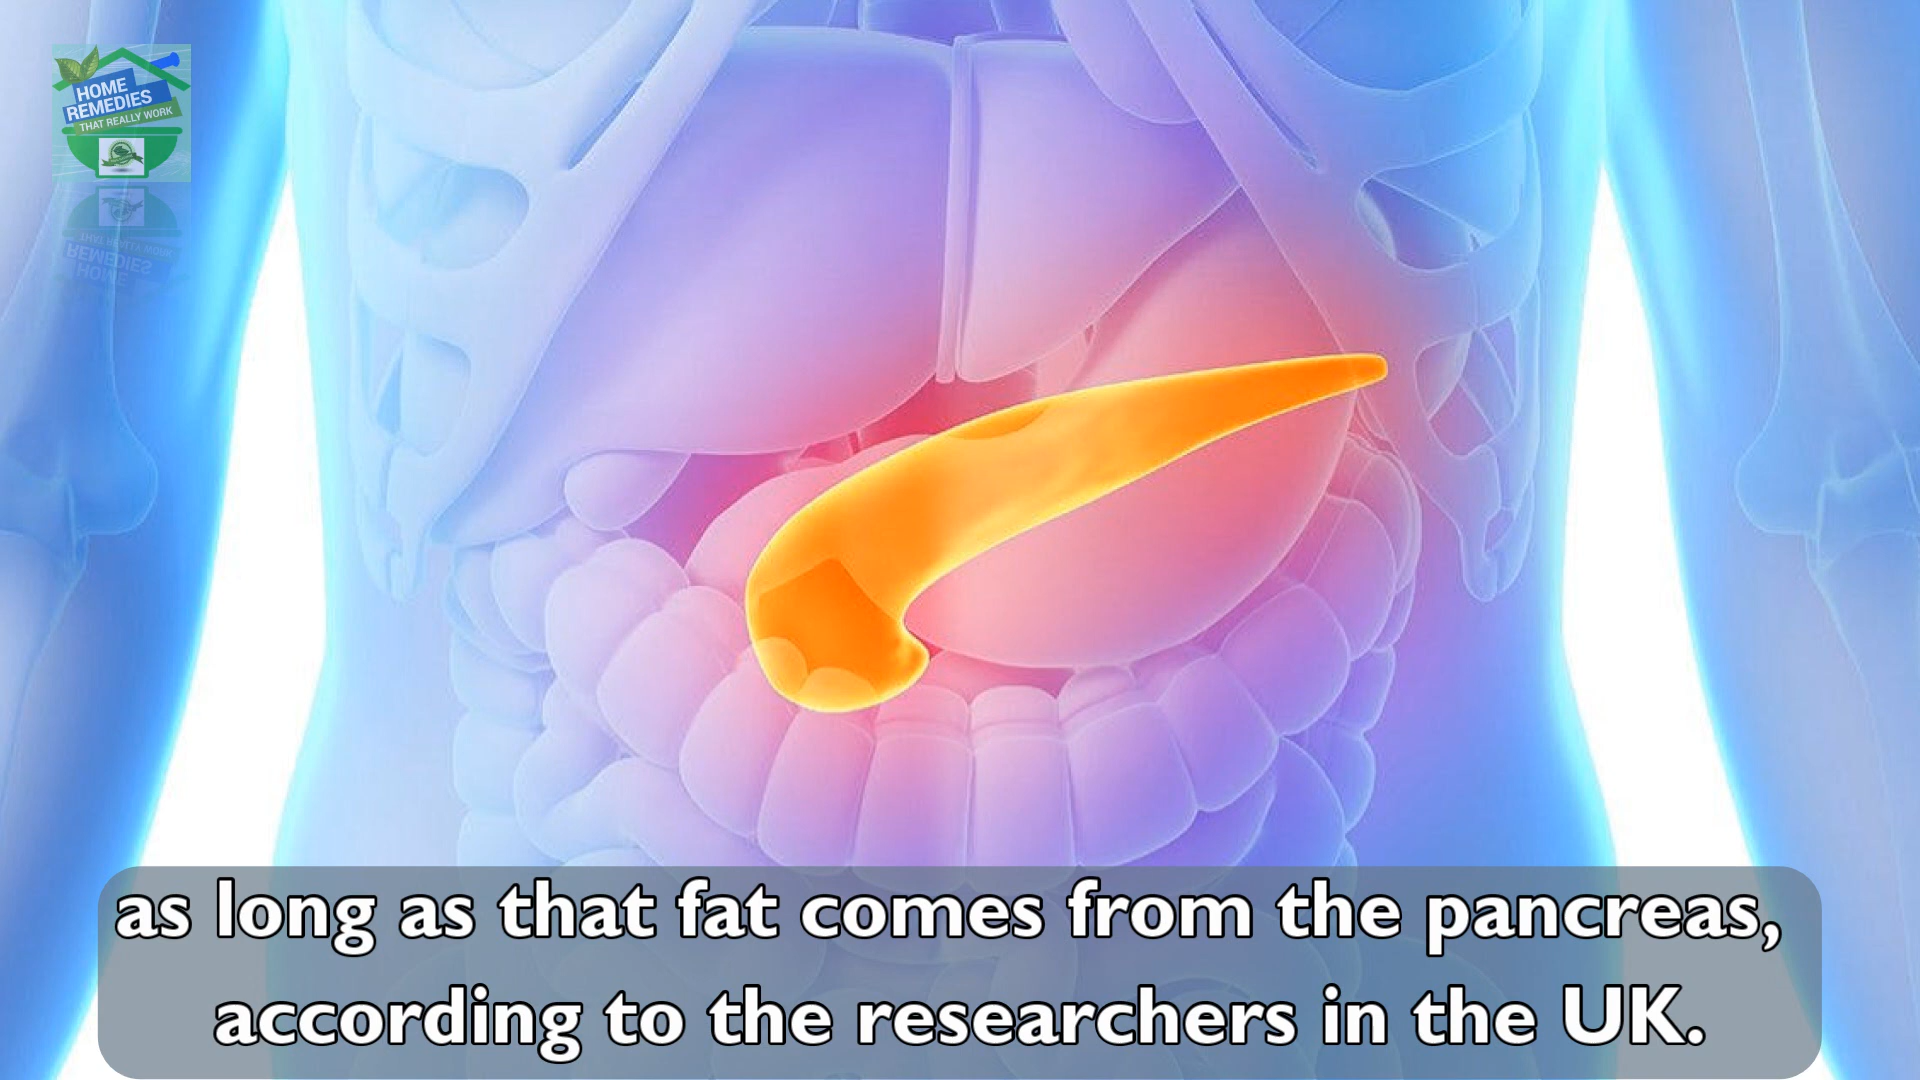 HOME
REMEDIES
THAT REALLY WORK
as long as that fat comes from the pancreas,
according to the researchers in the UK.